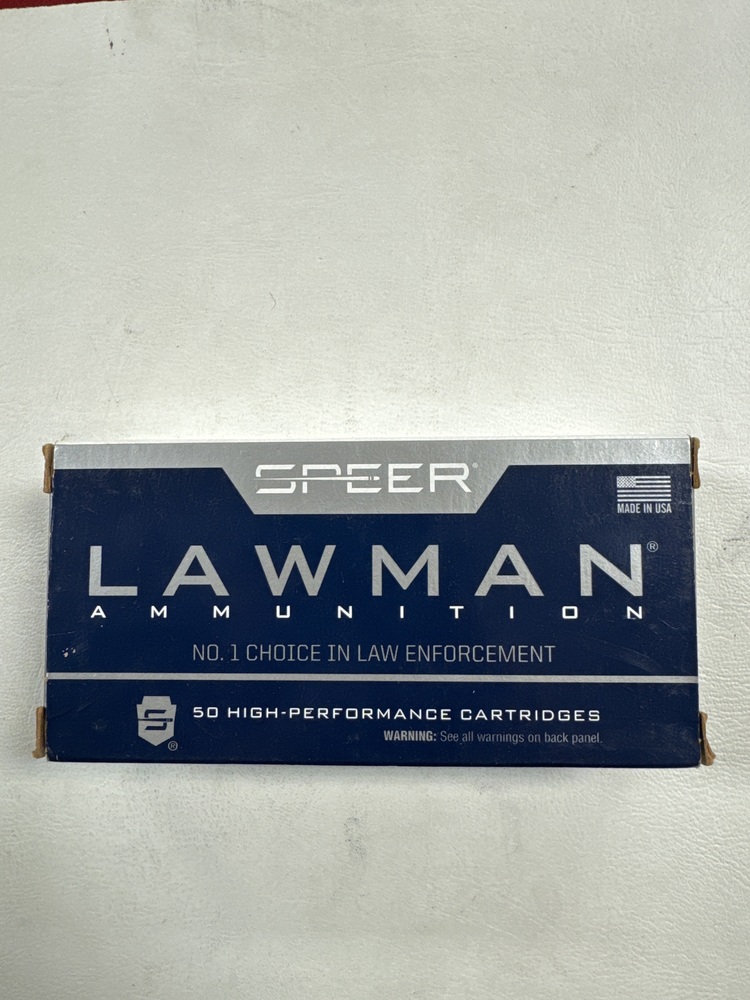 SPEER®
MADE IN USA
LAWMAN®
AMMUNITION
NO. 1 CHOICE IN LAW ENFORCEMENT
S®
50 HIGH-PERFORMANCE CARTRIDGES
WARNING: See all warnings on back panel.